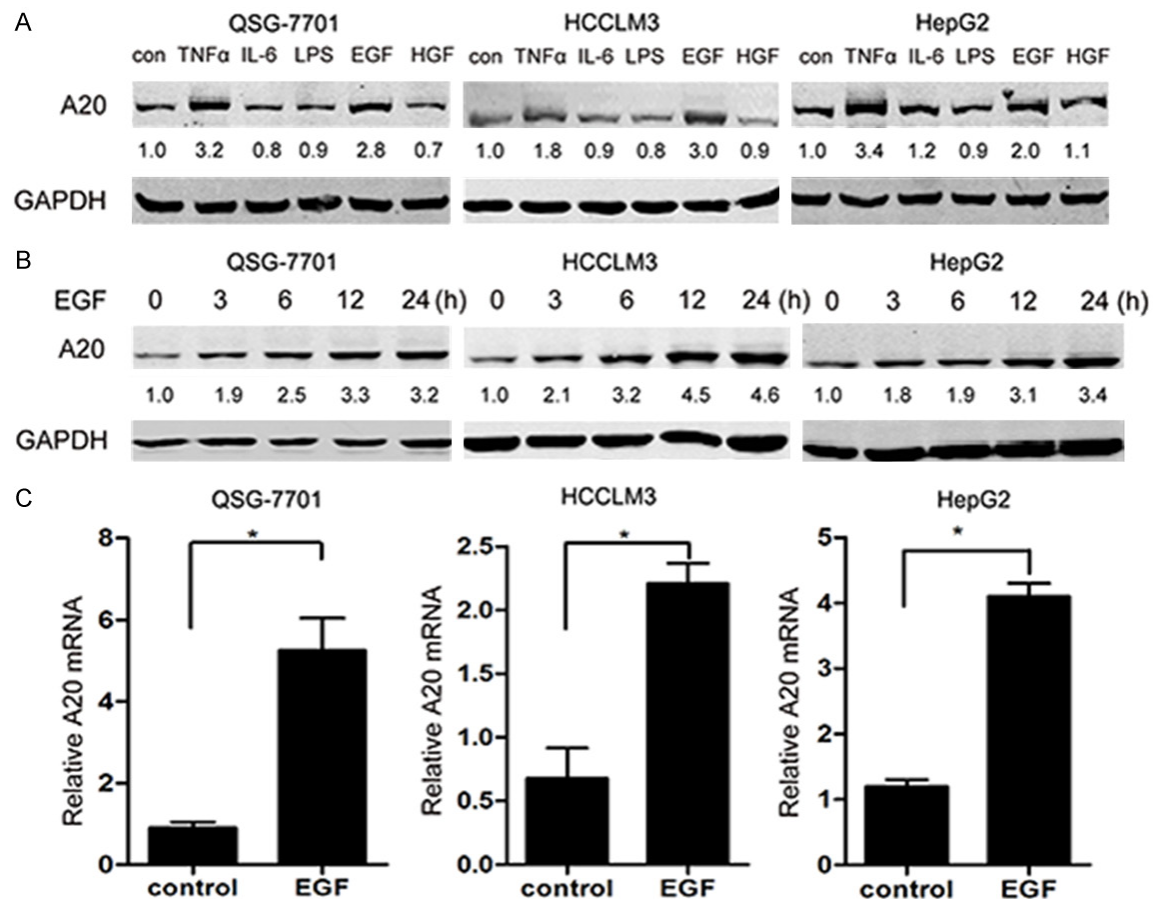 A
QSG-7701 HCCLM3 HepG2
con TNFα IL-6 LPS EGF HGF con TNFα IL-6 LPS EGF HGF con TNFα IL-6 LPS EGF HGF
A20
1.0 3.2 0.8 0.9 2.8 0.7 1.0 1.8 0.9 0.8 3.0 0.9 1.0 3.4 1.2 0.9 2.0 1.1
GAPDH
B
QSG-7701 HCCLM3 HepG2
EGF 0 3 6 12 24 (h) 0 3 6 12 24 (h) 0 3 6 12 24 (h)
A20
1.0 1.9 2.5 3.3 3.2 1.0 2.1 3.2 4.5 4.6 1.0 1.8 1.9 3.1 3.4
GAPDH
C
QSG-7701
Relative A20 mRNA
8
6
4
2
0
*
control EGF
HCCLM3
Relative A20 mRNA
2.5
2.0
1.5
1.0
0.5
0.0
*
control EGF
HepG2
Relative A20 mRNA
5
4
3
2
1
0
*
control EGF